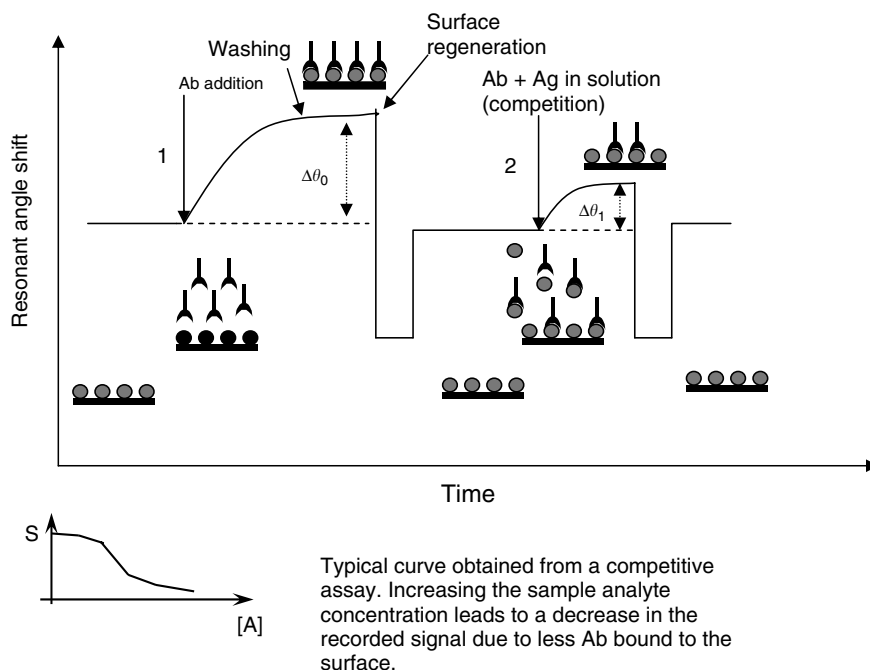 Surface
regeneration
Washing
Ab addition
Ab + Ag in solution
(competition)
1
2
Δθ0
Δθ1
Resonant angle shift
Time
S
[A]
Typical curve obtained from a competitive
assay. Increasing the sample analyte
concentration leads to a decrease in the
recorded signal due to less Ab bound to the
surface.